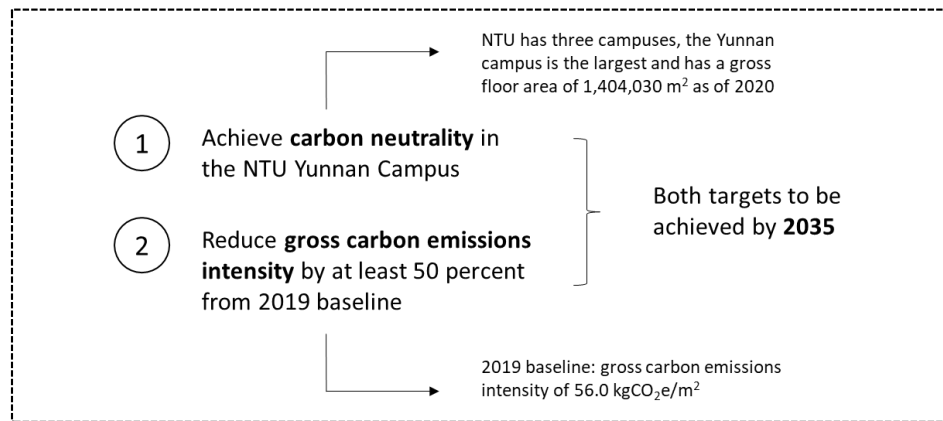 NTU has three campuses, the Yunnan
campus is the largest and has a gross
floor area of 1,404,030 m² as of 2020
1
Achieve carbon neutrality in
the NTU Yunnan Campus
2
Reduce gross carbon emissions
intensity by at least 50 percent
from 2019 baseline
Both targets to be
achieved by 2035
2019 baseline: gross carbon emissions
intensity of 56.0 kgCO₂e/m²